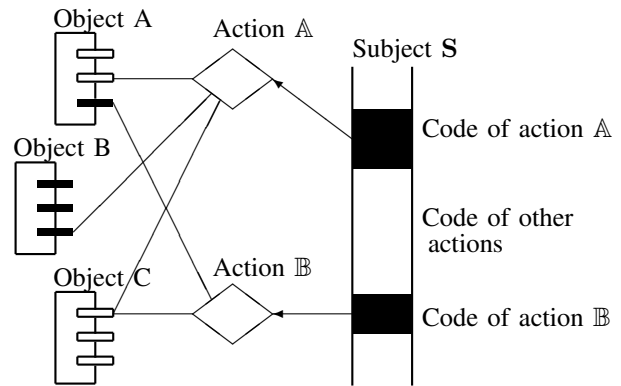 Object A
Action 𝔸
Subject S
Code of action 𝔸
Object B
Code of other
actions
Object C
Action 𝔹
Code of action 𝔹